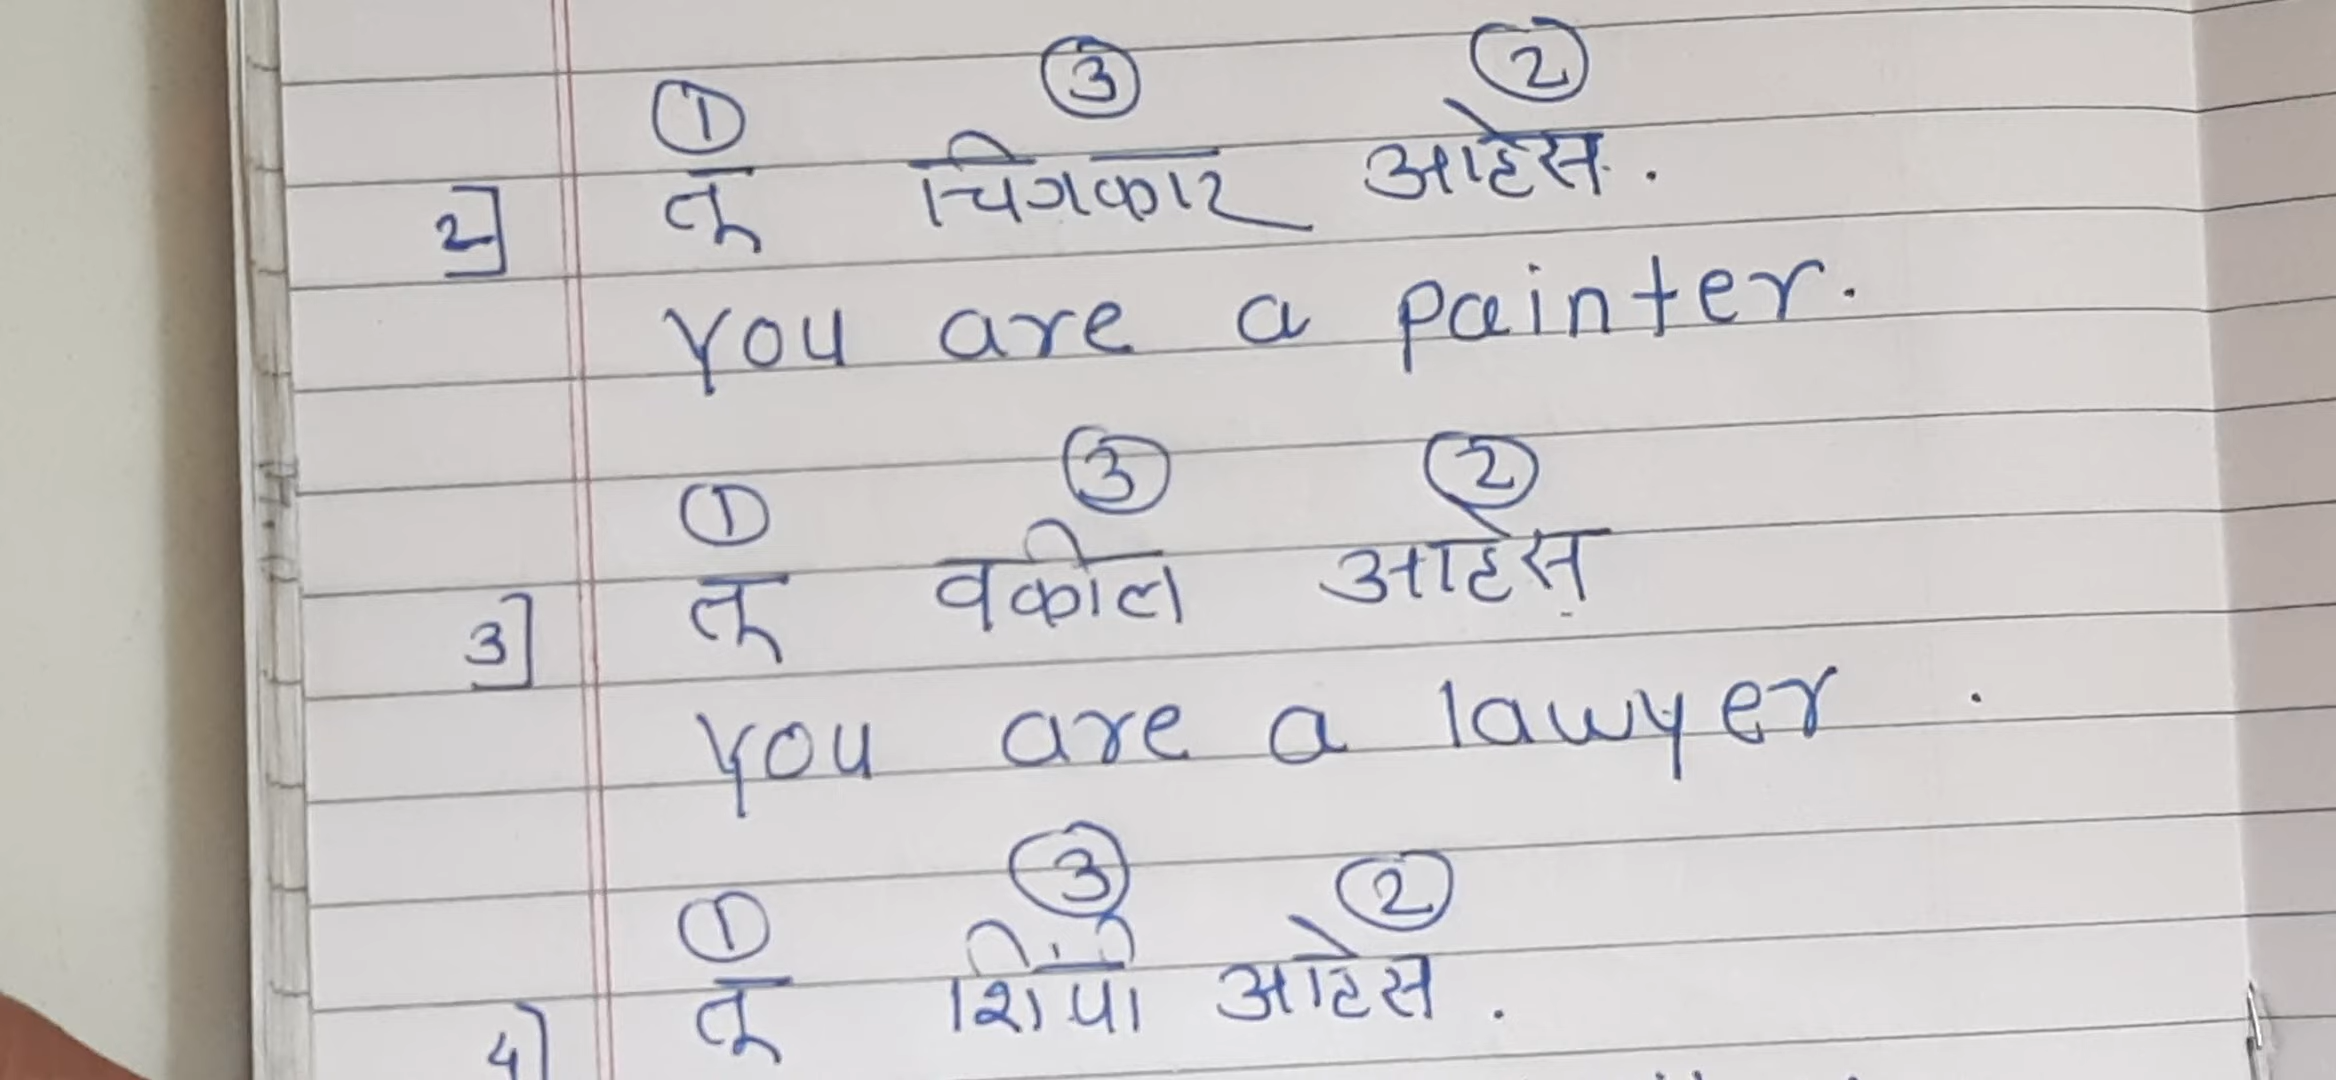 ① ③ ②
2] तू चित्रकार आहेस.
You are a painter.
① ③ ②
3] तू वकील आहेस
You are a lawyer .
① ③ ②
4] तू शिंपी आहेस.